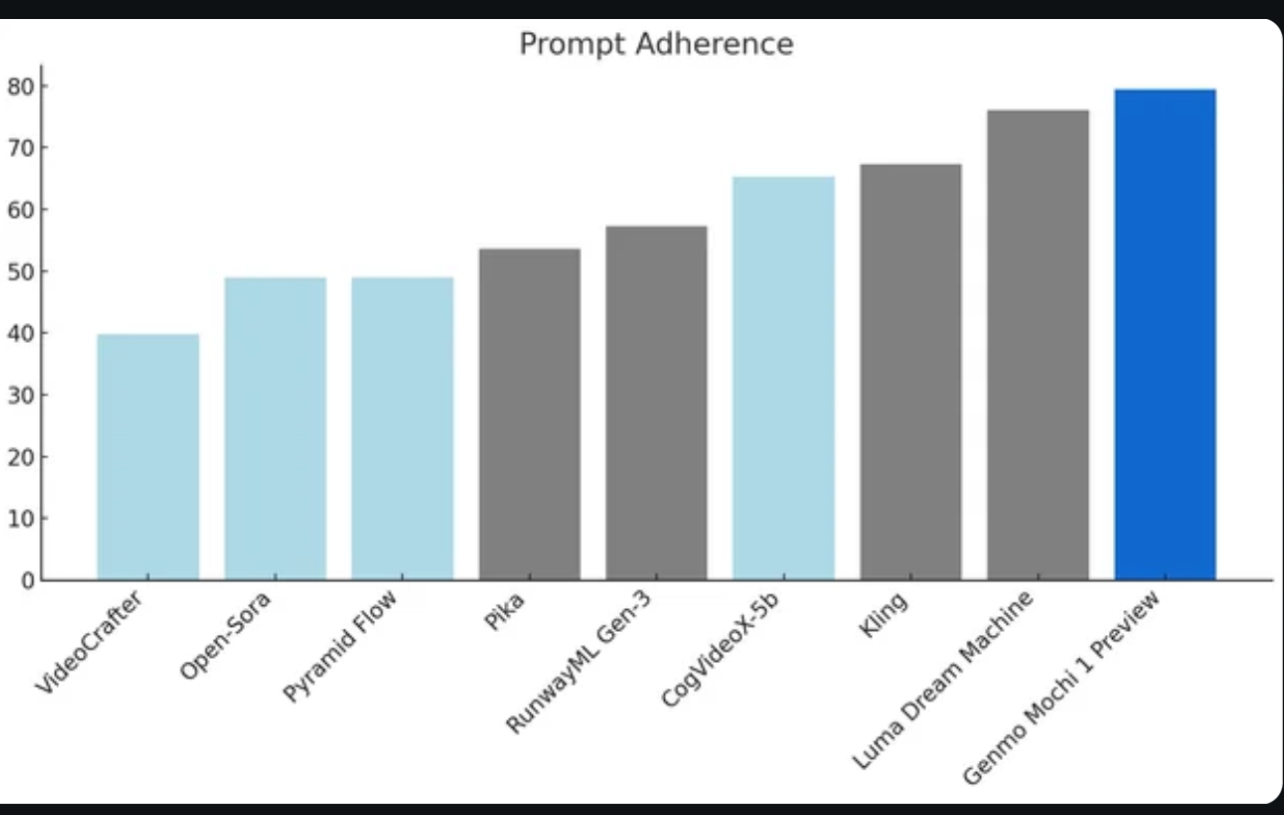 Prompt Adherence
80
70
60
50
40
30
20
10
0
VideoCrafter
Open-Sora
Pyramid Flow
Pika
RunwayML Gen-3
CogVideoX-5b
Kling
Luma Dream Machine
Genmo Mochi 1 Preview